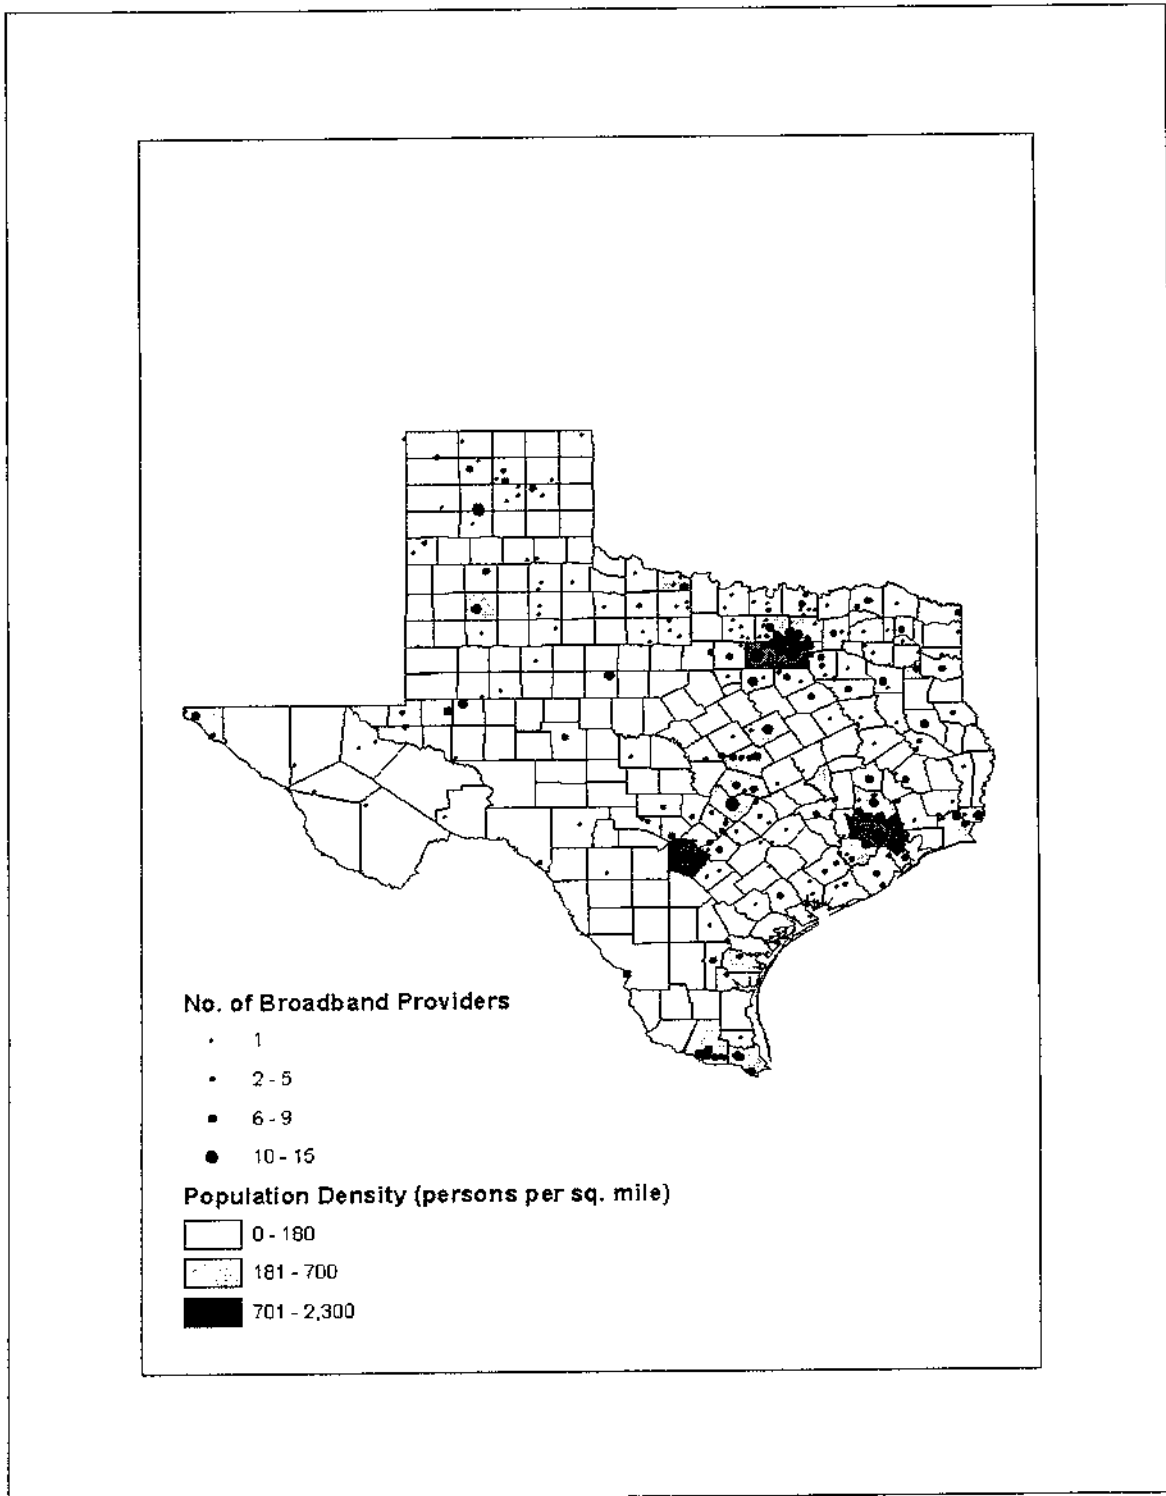 No. of Broadband Providers
1
2 - 5
6 - 9
10 - 15
Population Density (persons per sq. mile)
0 - 180
181 - 700
701 - 2,300